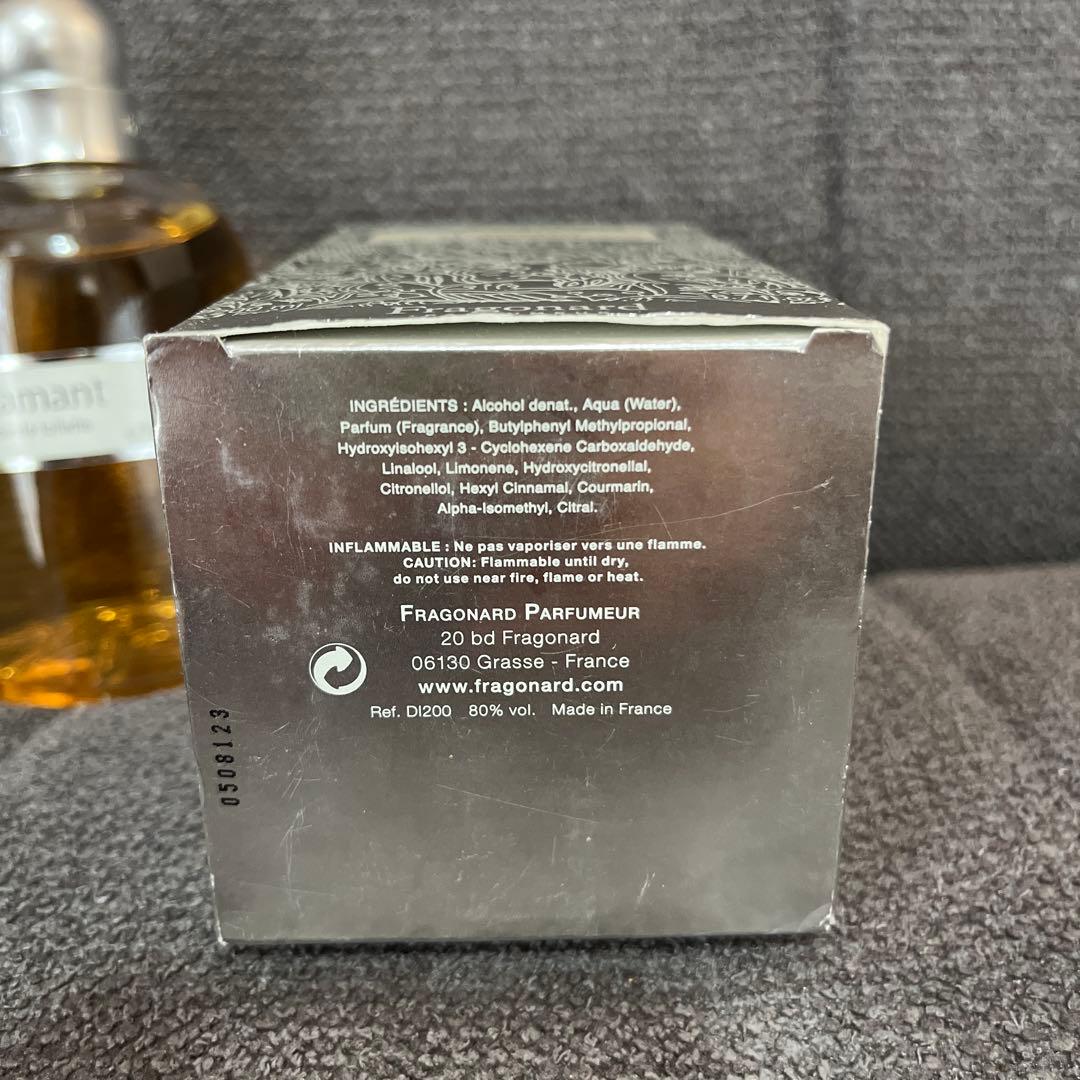 Fragonard
amant
INGRÉDIENTS : Alcohol denat., Aqua (Water),
Parfum (Fragrance), Butylphenyl Methylpropional,
Hydroxyisohexyl 3 - Cyclohexene Carboxaldehyde,
Linalool, Limonene, Hydroxycitronellal,
Citronellol, Hexyl Cinnamal, Courmarin,
Alpha-Isomethyl, Citral.
INFLAMMABLE : Ne pas vaporiser vers une flamme.
CAUTION: Flammable until dry,
do not use near fire, flame or heat.
FRAGONARD PARFUMEUR
20 bd Fragonard
06130 Grasse - France
www.fragonard.com
Ref. DI200 80% vol. Made in France
0508123